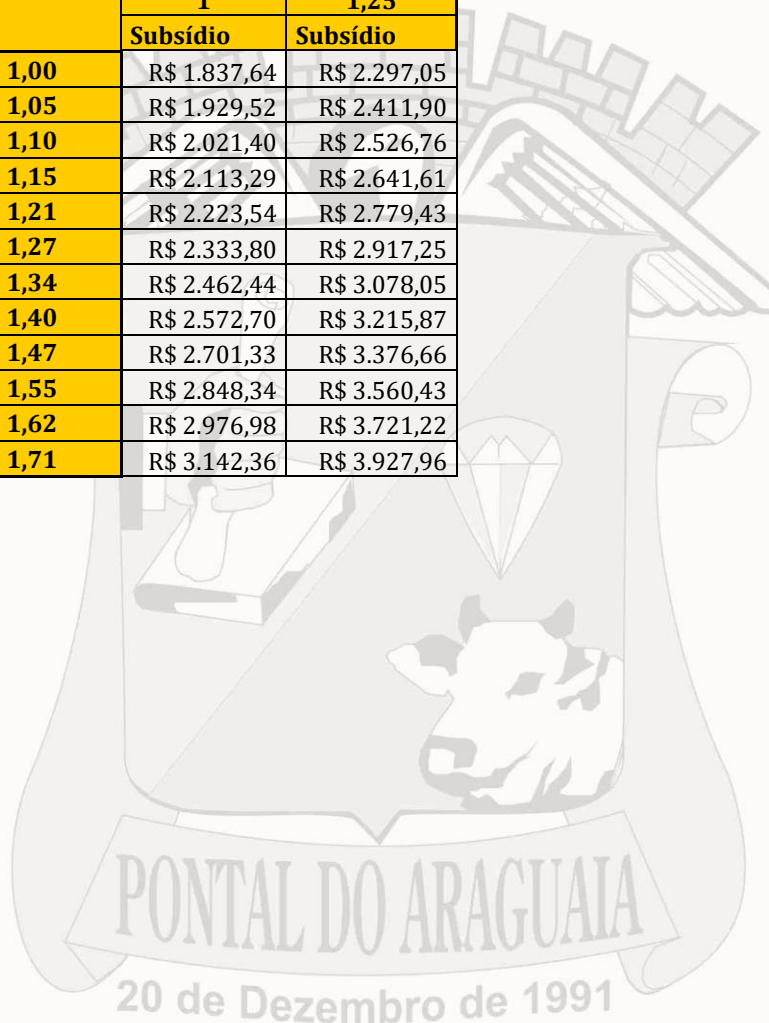 1 1,25
Subsídio Subsídio
1,00 R$ 1.837,64 R$ 2.297,05
1,05 R$ 1.929,52 R$ 2.411,90
1,10 R$ 2.021,40 R$ 2.526,76
1,15 R$ 2.113,29 R$ 2.641,61
1,21 R$ 2.223,54 R$ 2.779,43
1,27 R$ 2.333,80 R$ 2.917,25
1,34 R$ 2.462,44 R$ 3.078,05
1,40 R$ 2.572,70 R$ 3.215,87
1,47 R$ 2.701,33 R$ 3.376,66
1,55 R$ 2.848,34 R$ 3.560,43
1,62 R$ 2.976,98 R$ 3.721,22
1,71 R$ 3.142,36 R$ 3.927,96
PONTAL DO ARAGUAIA
20 de Dezembro de 1991